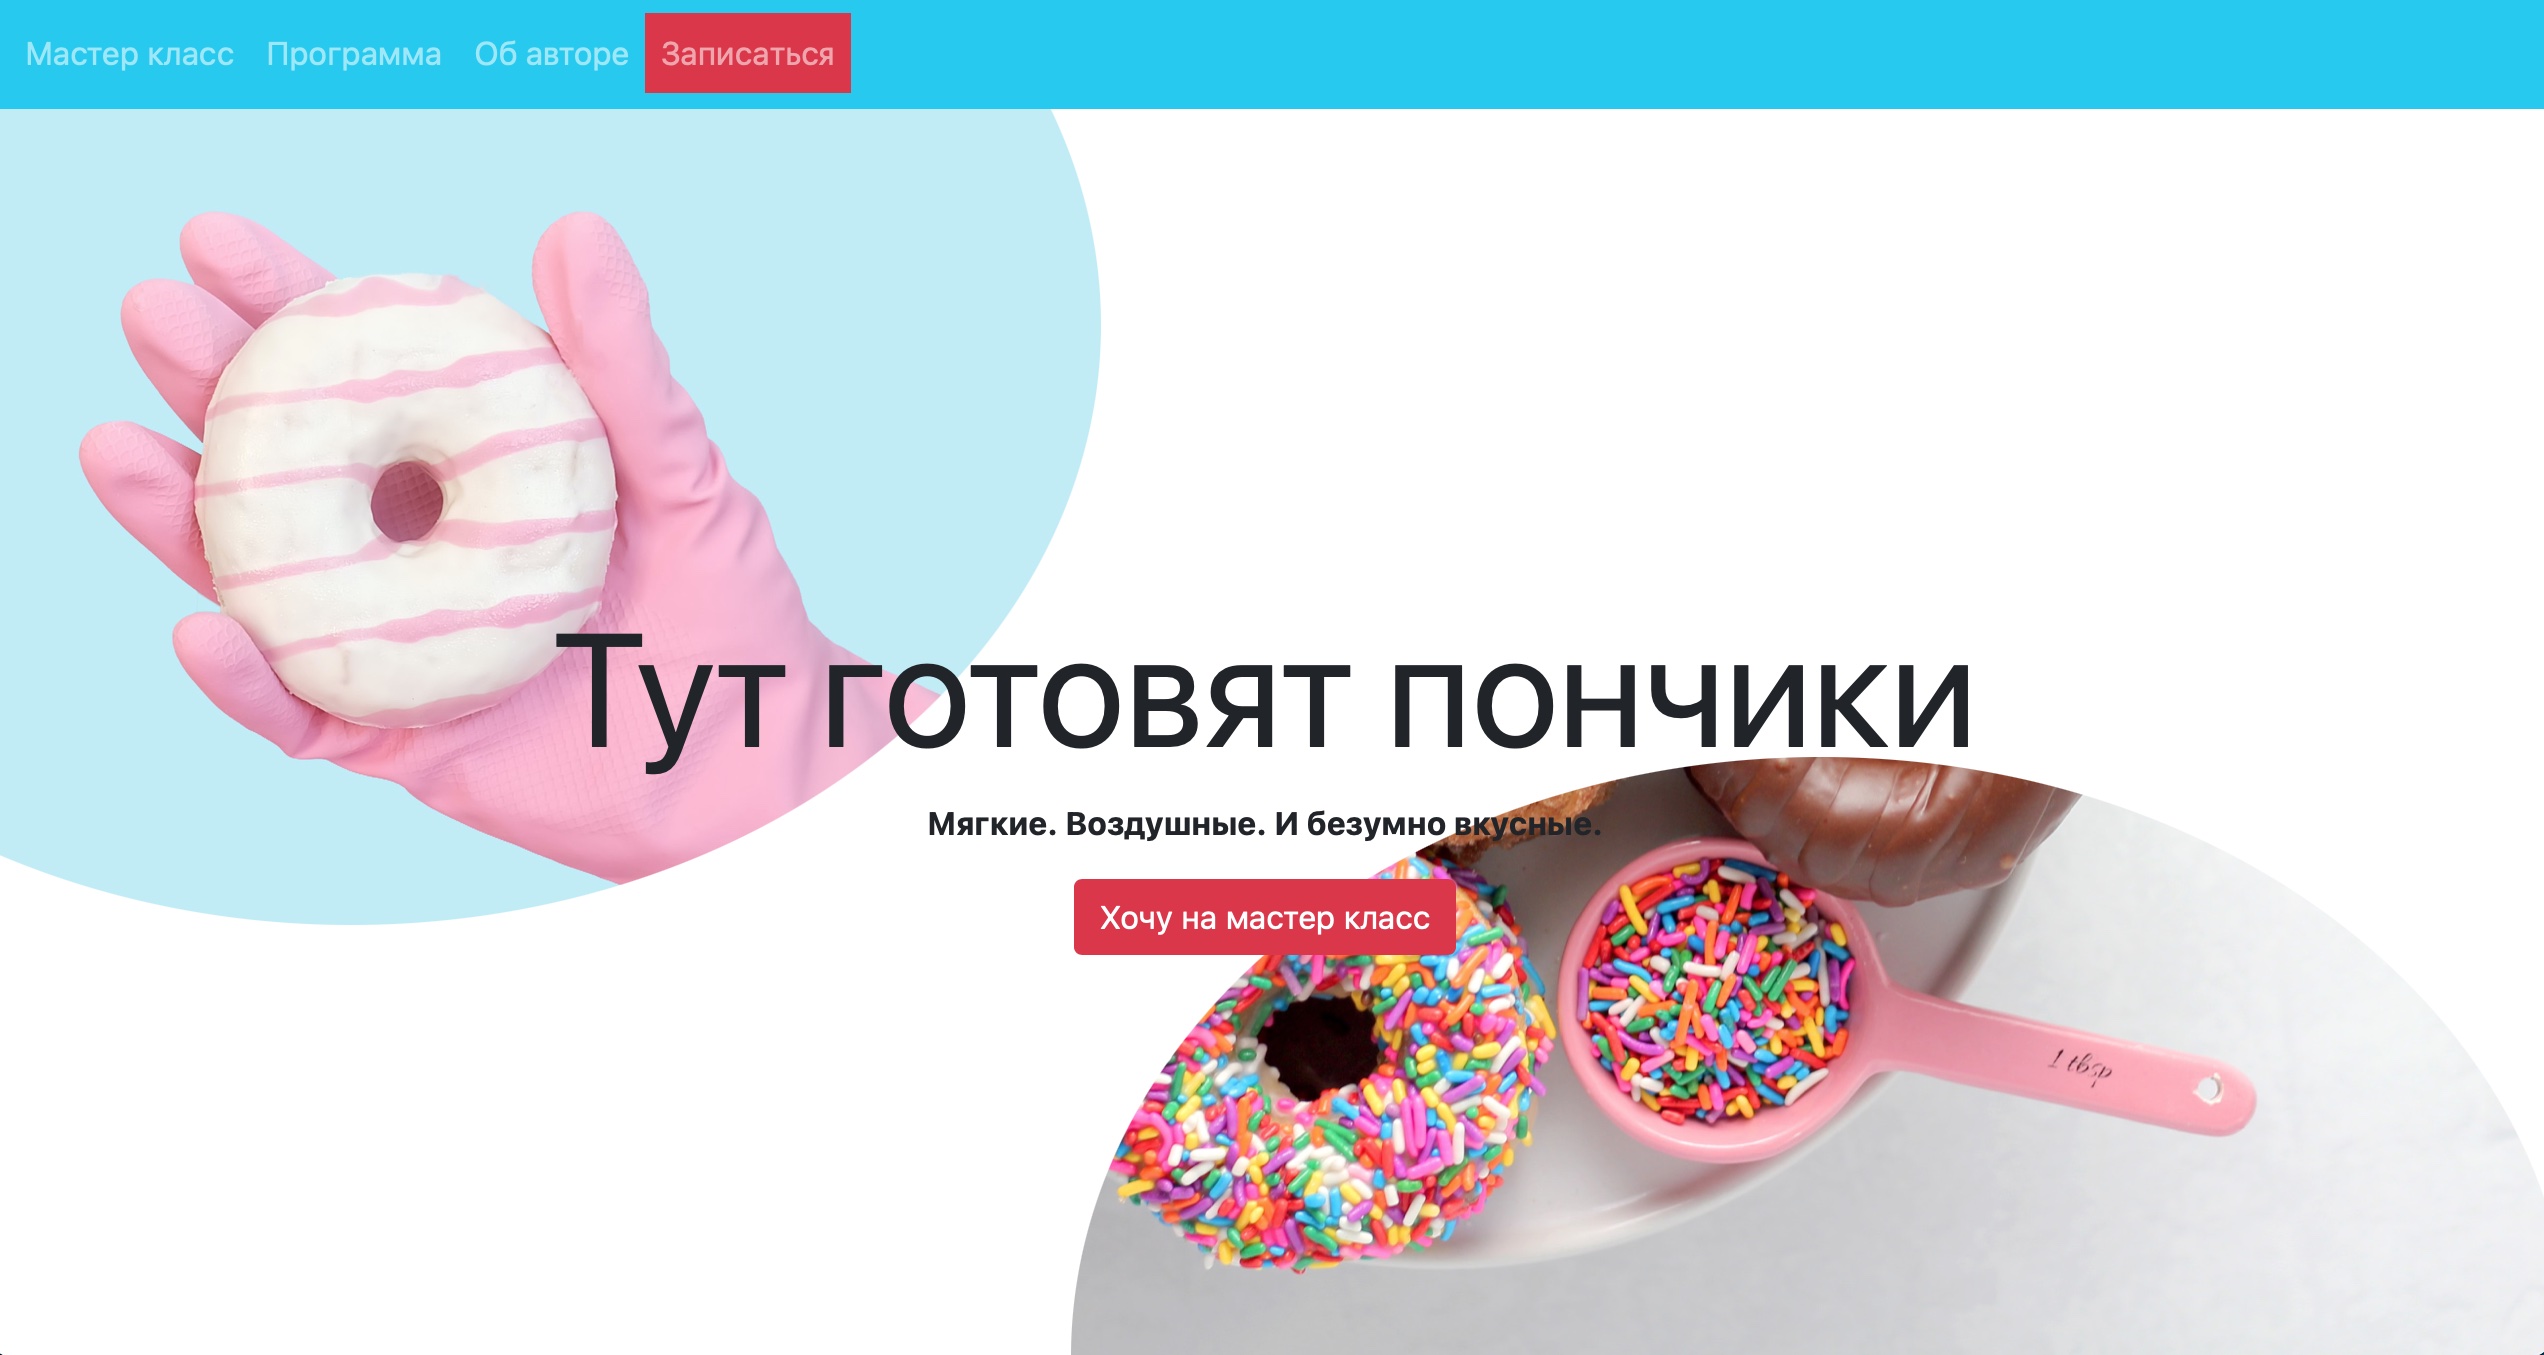 Мастер класс Программа Об авторе Записаться
Тут готовят пончики
Мягкие. Воздушные. И безумно вкусные.
Хочу на мастер класс
1 tbsp